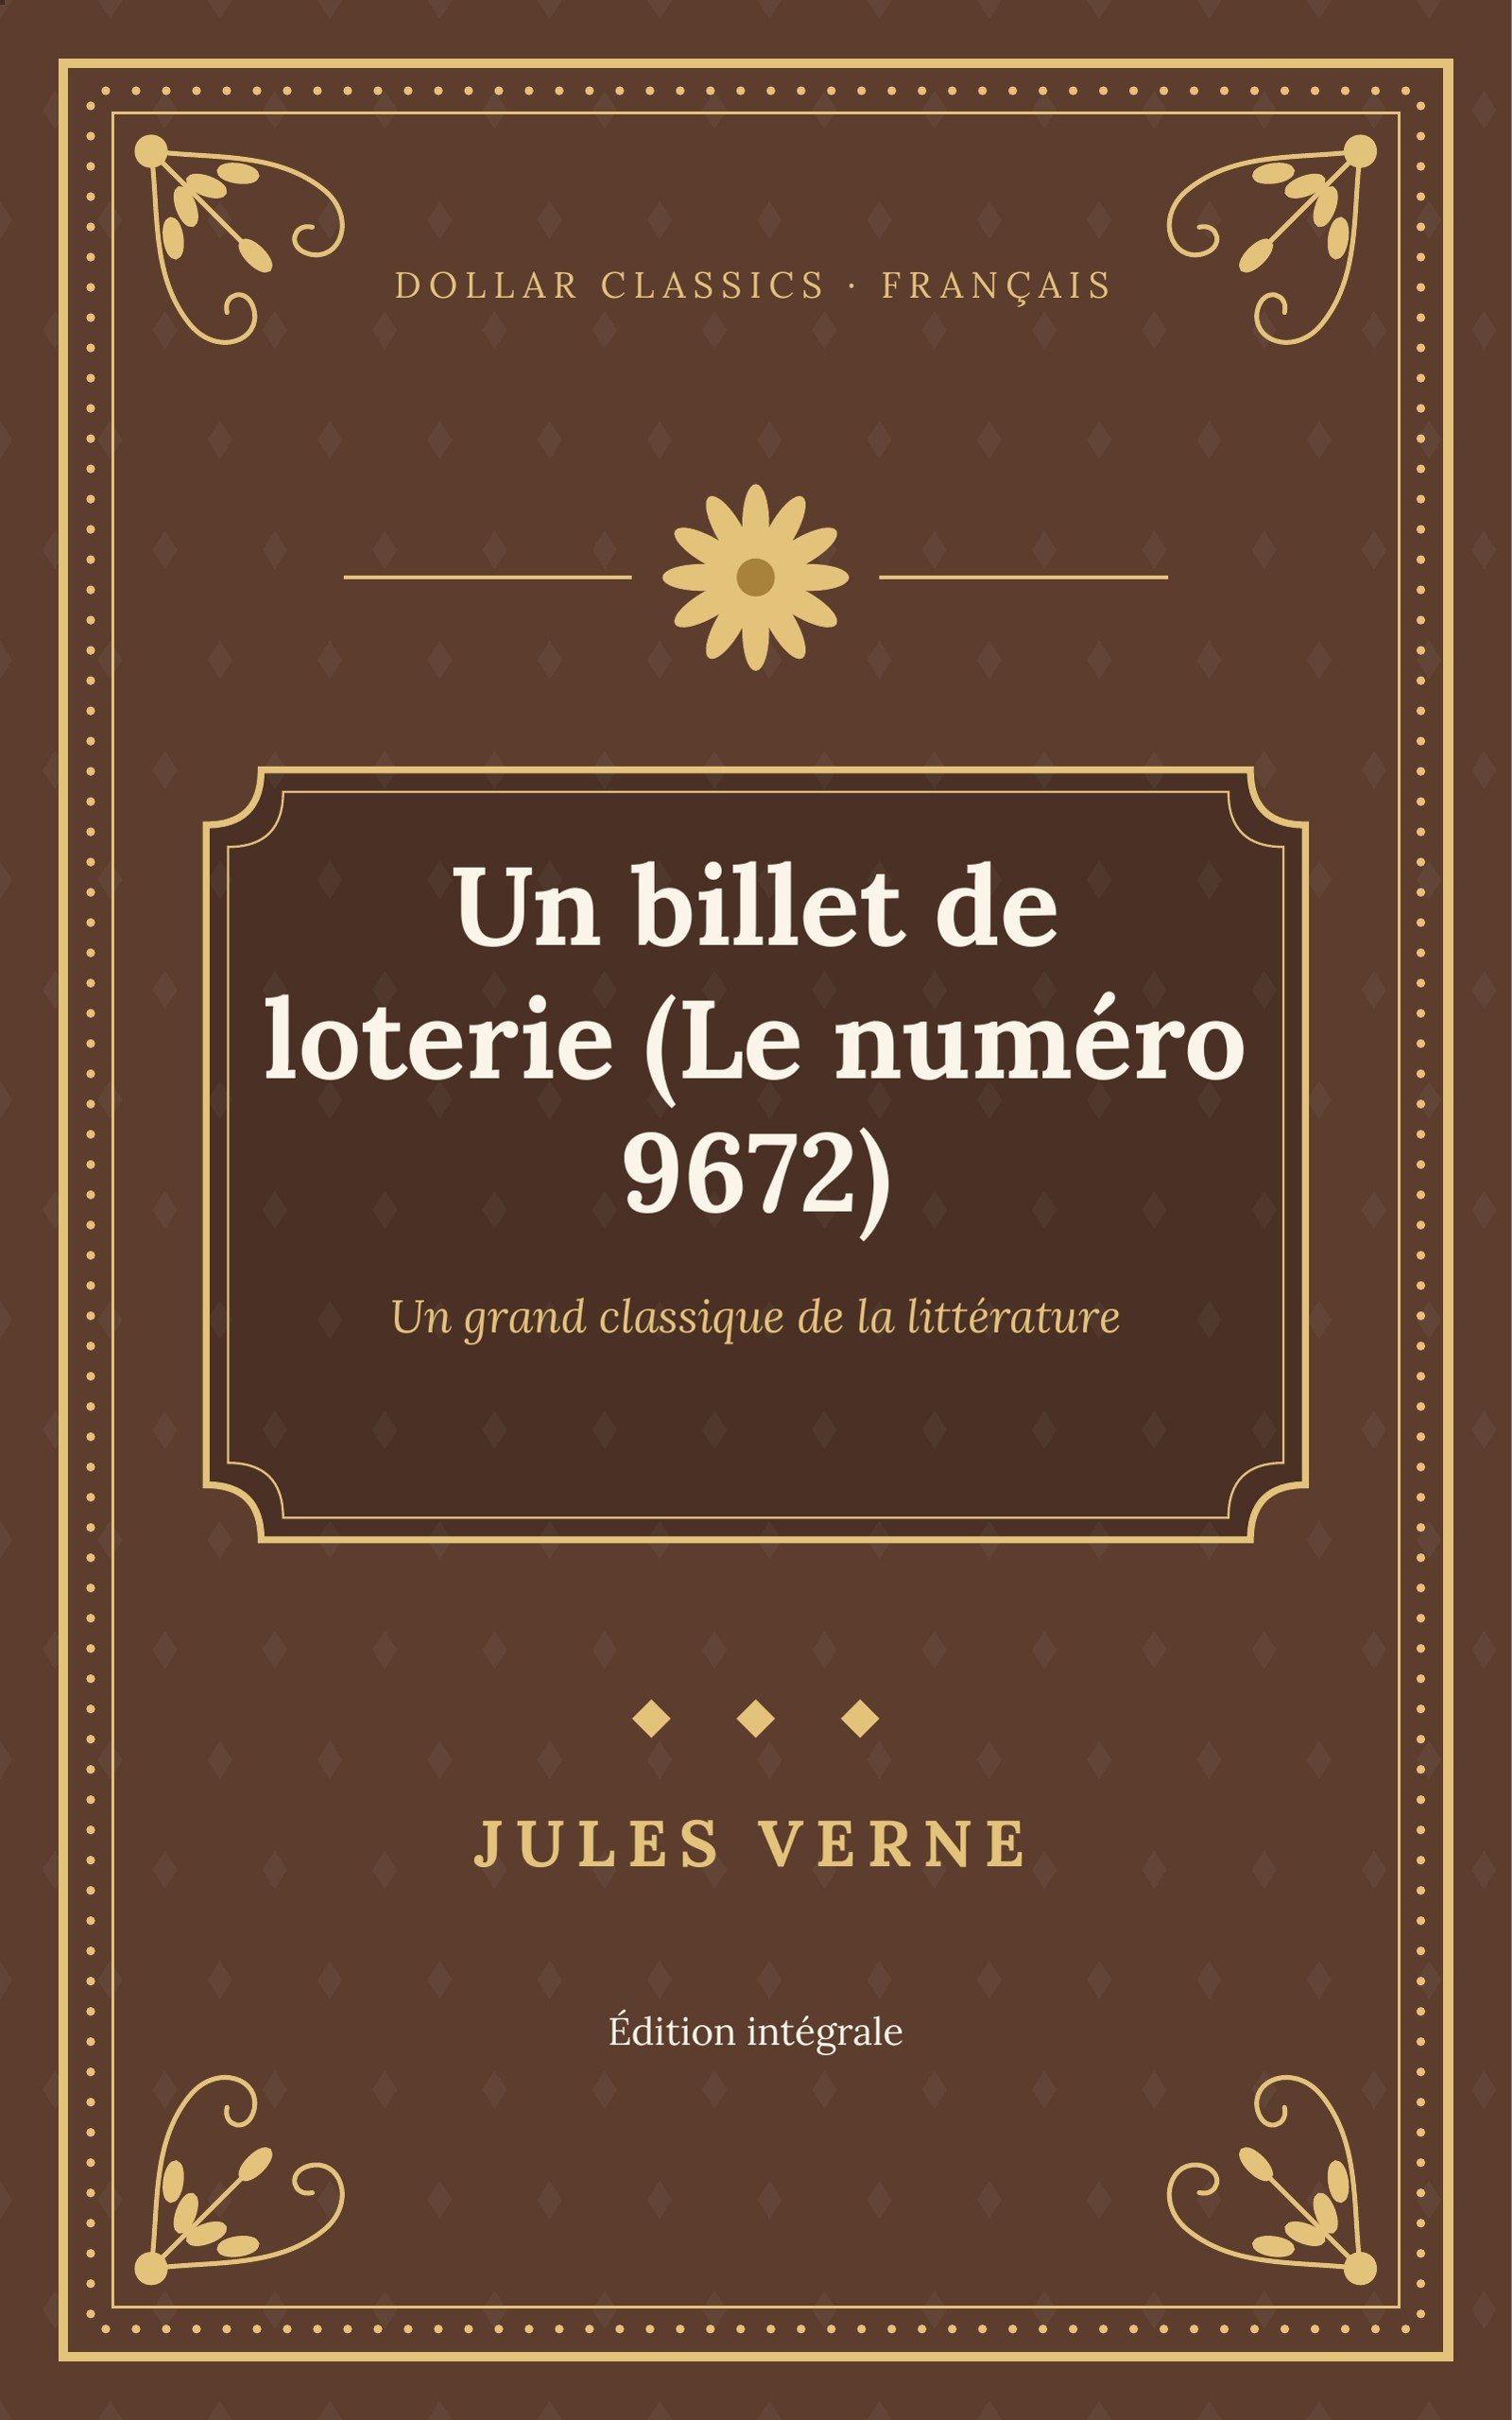 DOLLAR CLASSICS · FRANÇAIS
Un billet de
loterie (Le numéro
9672)
Un grand classique de la littérature
JULES VERNE
Édition intégrale